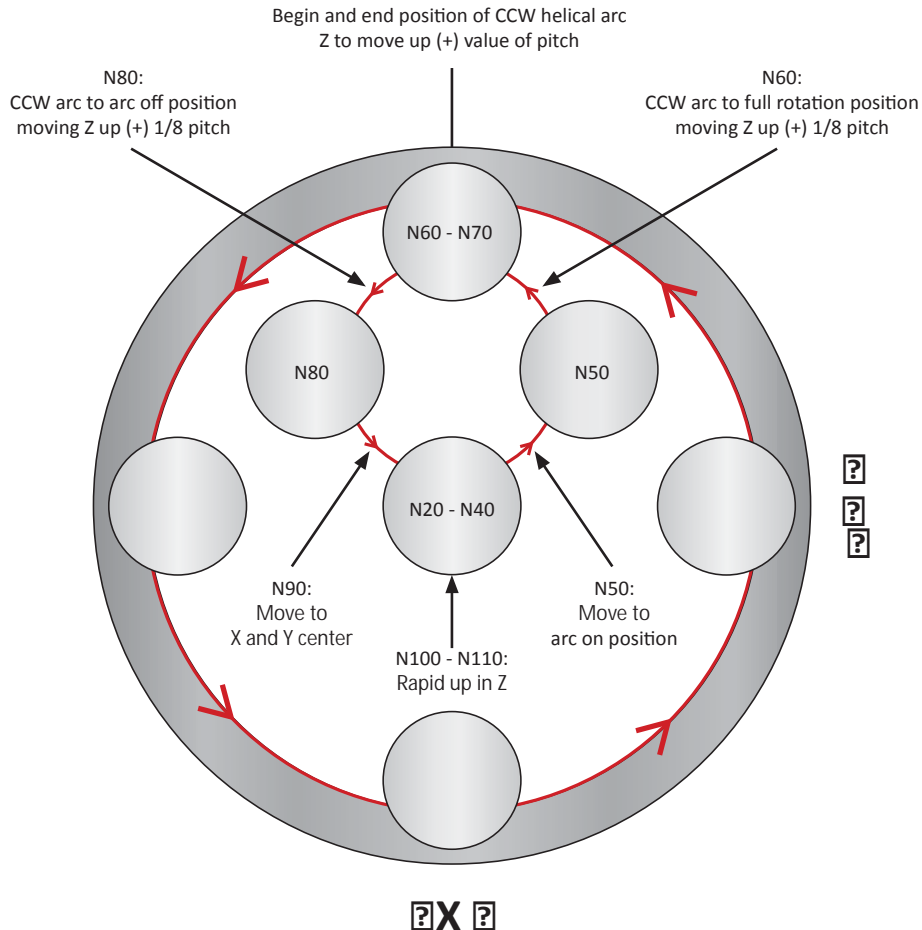 Begin and end position of CCW helical arc
Z to move up (+) value of pitch
N80:
CCW arc to arc off position
moving Z up (+) 1/8 pitch
N60:
CCW arc to full rotation position
moving Z up (+) 1/8 pitch
N60 - N70
N80
N50
N20 - N40
N90:
Move to
X and Y center
N50:
Move to
arc on position
N100 - N110:
Rapid up in Z
X